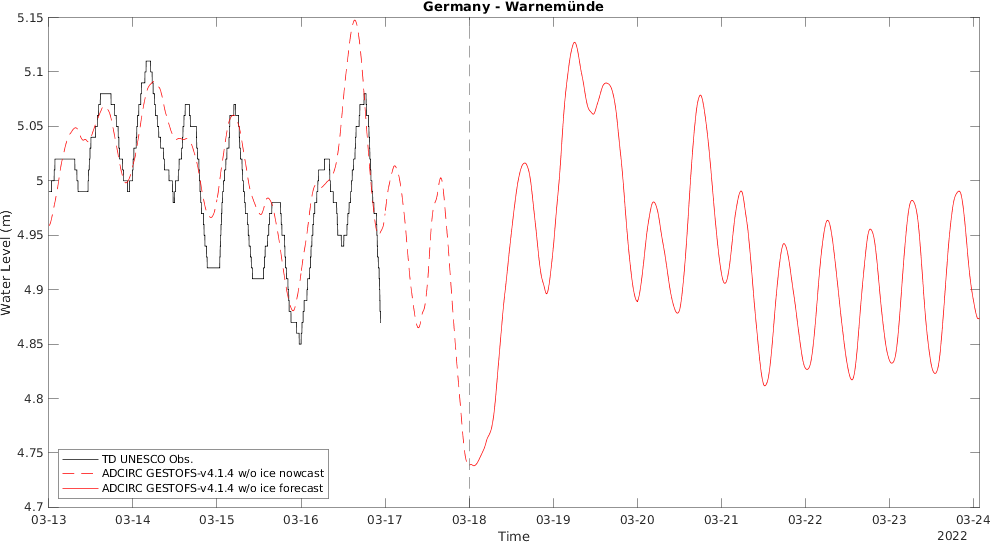 Germany - Warnemünde
5.15
5.1
5.05
5
4.95
4.9
4.85
4.8
4.75
4.7
Water Level (m)
TD UNESCO Obs.
ADCIRC GESTOFS-v4.1.4 w/o ice nowcast
ADCIRC GESTOFS-v4.1.4 w/o ice forecast
03-13 03-14 03-15 03-16 03-17 03-18 03-19 03-20 03-21 03-22 03-23 03-24
Time
2022